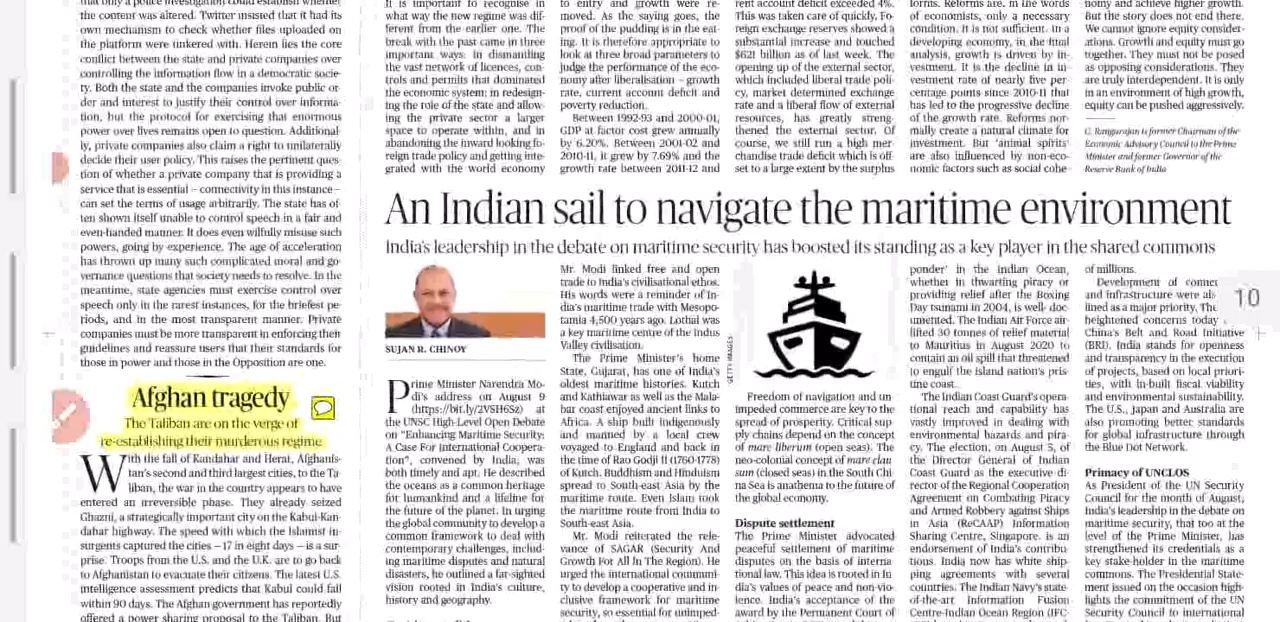 that only a police investigation could establish whether
the content was altered. Twitter insisted that it had its
own mechanism to check whether files uploaded on
the platform were tinkered with. Herein lies the core
conflict between the state and private companies over
controlling the information flow in a democratic socie-
ty. Both the state and the companies invoke public or-
der and interest to justify their control over informa-
tion, but the protocol for exercising that enormous
power over lives remains open to question. Additional-
ly, private companies also claim a right to unilaterally
decide their user policy. This raises the pertinent ques-
tion of whether a private company that is providing a
service that is essential – connectivity in this instance –
can set the terms of usage arbitrarily. The state has of-
ten shown itself unable to control speech in a fair and
even-handed manner. It does even wilfully misuse such
powers, going by experience. The age of acceleration
has thrown up many such complicated moral and go-
vernance questions that society needs to resolve. In the
meantime, state agencies must exercise control over
speech only in the rarest instances, for the briefest pe-
riods, and in the most transparent manner. Private
companies must be more transparent in enforcing their
guidelines and reassure users that their standards for
those in power and those in the Opposition are one.
Afghan tragedy
The Taliban are on the verge of
re-establishing their murderous regime
With the fall of Kandahar and Herat, Afghanis-
tan's second and third largest cities, to the Ta-
liban, the war in the country appears to have
entered an irreversible phase. They already seized
Ghazni, a strategically important city on the Kabul-Kan-
dahar highway. The speed with which the Islamist in-
surgents captured the cities – 17 in eight days – is a sur-
prise. Troops from the U.S. and the U.K. are to go back
to Afghanistan to evacuate their citizens. The latest U.S.
intelligence assessment predicts that Kabul could fall
within 90 days. The Afghan government has reportedly
offered a power sharing proposal to the Taliban. But
It is important to recognise in
what way the new regime was dif-
ferent from the earlier one. The
break with the past came in three
important ways: in dismantling
the vast network of licences, con-
trols and permits that dominated
the economic system; in redesign-
ing the role of the state and allow-
ing the private sector a larger
space to operate within, and in
abandoning the inward looking fo-
reign trade policy and getting inte-
grated with the world economy
to entry and growth were re-
moved. As the saying goes, the
proof of the pudding is in the eat-
ing. It is therefore appropriate to
look at three broad parameters to
judge the performance of the eco-
nomy after liberalisation – growth
rate, current account deficit and
poverty reduction.
Between 1992-93 and 2000-01,
GDP at factor cost grew annually
by 6.20%. Between 2001-02 and
2010-11, it grew by 7.69% and the
growth rate between 2011-12 and
rent account deficit exceeded 4%.
This was taken care of quickly. Fo-
reign exchange reserves showed a
substantial increase and touched
$621 billion as of last week. The
opening up of the external sector,
which included liberal trade poli-
cy, market determined exchange
rate and a liberal flow of external
resources, has greatly streng-
thened the external sector. Of
course, we still run a high mer-
chandise trade deficit which is off-
set to a large extent by the surplus
forms. Reforms are, in the words
of economists, only a necessary
condition. It is not sufficient. In a
developing economy, in the final
analysis, growth is driven by in-
vestment. It is the decline in in-
vestment rate of nearly five per-
centage points since 2010-11 that
has led to the progressive decline
of the growth rate. Reforms nor-
mally create a natural climate for
investment. But 'animal spirits'
are also influenced by non-eco-
nomic factors such as social cohe-
nomy and achieve higher growth.
But the story does not end there.
We cannot ignore equity consider-
ations. Growth and equity must go
together. They must not be posed
as opposing considerations. They
are truly interdependent. It is only
in an environment of high growth,
equity can be pushed aggressively.
C. Rangarajan is former Chairman of the
Economic Advisory Council to the Prime
Minister and former Governor of the
Reserve Bank of India
An Indian sail to navigate the maritime environment
India's leadership in the debate on maritime security has boosted its standing as a key player in the shared commons
SUJAN R. CHINOY
Prime Minister Narendra Mo-
di's address on August 9
(https://bit.ly/2VSH6Sz) at
the UNSC High-Level Open Debate
on "Enhancing Maritime Security:
A Case For International Coopera-
tion", convened by India, was
both timely and apt. He described
the oceans as a common heritage
for humankind and a lifeline for
the future of the planet. In urging
the global community to develop a
common framework to deal with
contemporary challenges, includ-
ing maritime disputes and natural
disasters, he outlined a far-sighted
vision rooted in India's culture,
history and geography.
Mr. Modi linked free and open
trade to India's civilisational ethos.
His words were a reminder of In-
dia's maritime trade with Mesopo-
tamia 4,500 years ago. Lothal was
a key maritime centre of the Indus
Valley civilisation.
The Prime Minister's home
State, Gujarat, has one of India's
oldest maritime histories. Kutch
and Kathiawar as well as the Mala-
bar coast enjoyed ancient links to
Africa. A ship built indigenously
and manned by a local crew
voyaged to England and back in
the time of Rao Godji II (1760-1778)
of Kutch. Buddhism and Hinduism
spread to South-east Asia by the
maritime route. Even Islam took
the maritime route from India to
South-east Asia.
Mr. Modi reiterated the rele-
vance of SAGAR (Security And
Growth For All In The Region). He
urged the international communi-
ty to develop a cooperative and in-
clusive framework for maritime
security, so essential for unimped-
GETTY IMAGES
Freedom of navigation and un-
impeded commerce are key to the
spread of prosperity. Critical sup-
ply chains depend on the concept
of mare liberum (open seas). The
neo-colonial concept of mare clau-
sum (closed seas) in the South Chi-
na Sea is anathema to the future of
the global economy.
Dispute settlement
The Prime Minister advocated
peaceful settlement of maritime
disputes on the basis of interna-
tional law. This idea is rooted in In-
dia's values of peace and non-vio-
lence. India's acceptance of the
award by the Permanent Court of
ponder' in the Indian Ocean,
whether in thwarting piracy or
providing relief after the Boxing
Day tsunami in 2004, is well- doc-
umented. The Indian Air Force air-
lifted 30 tonnes of relief material
to Mauritius in August 2020 to
contain an oil spill that threatened
to engulf the island nation's pris-
tine coast.
The Indian Coast Guard's opera-
tional reach and capability has
vastly improved in dealing with
environmental hazards and pira-
cy. The election, on August 5, of
the Director General of Indian
Coast Guard as the executive di-
rector of the Regional Cooperation
Agreement on Combating Piracy
and Armed Robbery against Ships
in Asia (ReCAAP) Information
Sharing Centre, Singapore, is an
endorsement of India's contribu-
tions. India now has white ship-
ping agreements with several
countries. The Indian Navy's state-
of-the-art Information Fusion
Centre-Indian Ocean Region (IFC-
of millions.
Development of connec
and infrastructure were als
lined as a major priority. The
heightened concerns today
China's Belt and Road Initiative
(BRI). India stands for openness
and transparency in the execution
of projects, based on local priori-
ties, with in-built fiscal viability
and environmental sustainability.
The U.S., Japan and Australia are
also promoting better standards
for global infrastructure through
the Blue Dot Network.
Primacy of UNCLOS
As President of the UN Security
Council for the month of August,
India's leadership in the debate on
maritime security, that too at the
level of the Prime Minister, has
strengthened its credentials as a
key stake-holder in the maritime
commons. The Presidential State-
ment issued on the occasion high-
lights the commitment of the UN
Security Council to international
10